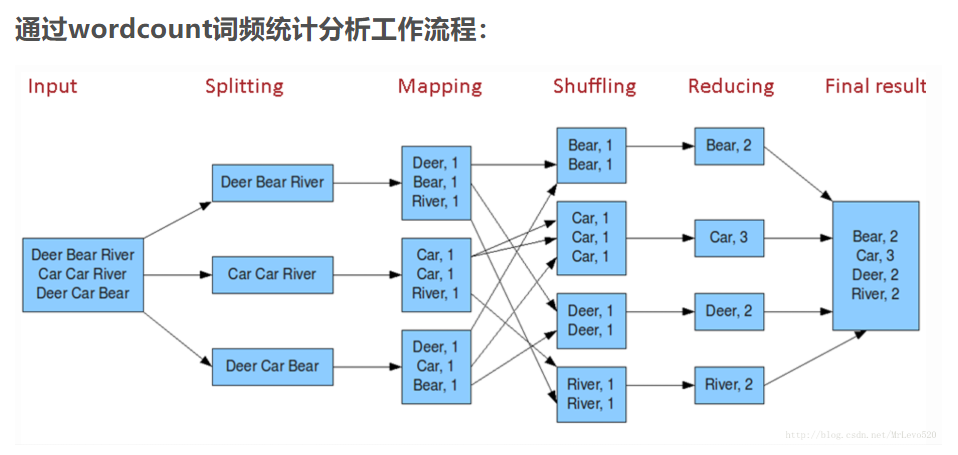 通过wordcount词频统计分析工作流程：
Input
Splitting
Mapping
Shuffling
Reducing
Final result
Deer Bear River
Car Car River
Deer Car Bear
Deer Bear River
Car Car River
Deer Car Bear
Deer, 1
Bear, 1
River, 1
Car, 1
Car, 1
River, 1
Deer, 1
Car, 1
Bear, 1
Bear, 1
Bear, 1
Car, 1
Car, 1
Car, 1
Deer, 1
Deer, 1
River, 1
River, 1
Bear, 2
Car, 3
Deer, 2
River, 2
Bear, 2
Car, 3
Deer, 2
River, 2
http://blog.csdn.net/MrLevo520